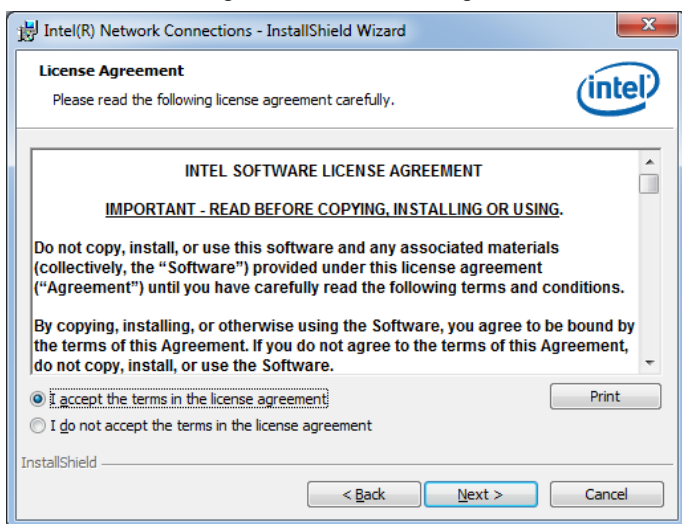 Intel(R) Network Connections - InstallShield Wizard
License Agreement
Please read the following license agreement carefully.
intel
INTEL SOFTWARE LICENSE AGREEMENT
IMPORTANT - READ BEFORE COPYING, INSTALLING OR USING.
Do not copy, install, or use this software and any associated materials
(collectively, the “Software”) provided under this license agreement
(“Agreement”) until you have carefully read the following terms and conditions.
By copying, installing, or otherwise using the Software, you agree to be bound by
the terms of this Agreement. If you do not agree to the terms of this Agreement,
do not copy, install, or use the Software.
I accept the terms in the license agreement
Print
I do not accept the terms in the license agreement
InstallShield
< Back
Next >
Cancel